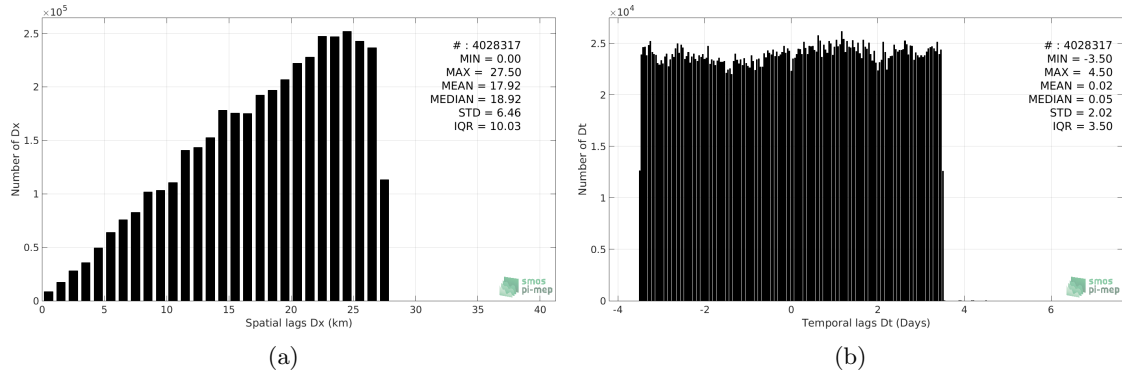 ×10⁵
2.5
2
1.5
1
0.5
0
Number of Dx
# : 4028317
MIN = 0.00
MAX = 27.50
MEAN = 17.92
MEDIAN = 18.92
STD = 6.46
IQR = 10.03
smos
pi-mep
0 5 10 15 20 25 30 35 40
Spatial lags Dx (km)
(a)
×10⁴
2.5
2
1.5
1
0.5
0
Number of Dt
# : 4028317
MIN = -3.50
MAX = 4.50
MEAN = 0.02
MEDIAN = 0.05
STD = 2.02
IQR = 3.50
smos
pi-mep
-4 -2 0 2 4 6
Temporal lags Dt (Days)
(b)